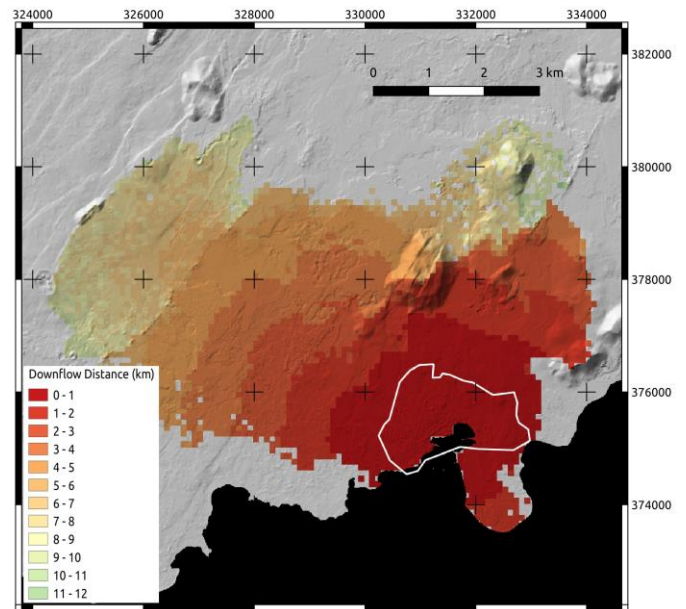 324000 326000 328000 330000 332000 334000
382000
0 1 2 3 km
380000
378000
376000
374000
Downflow Distance (km)
0 - 1
1 - 2
2 - 3
3 - 4
4 - 5
5 - 6
6 - 7
7 - 8
8 - 9
9 - 10
10 - 11
11 - 12